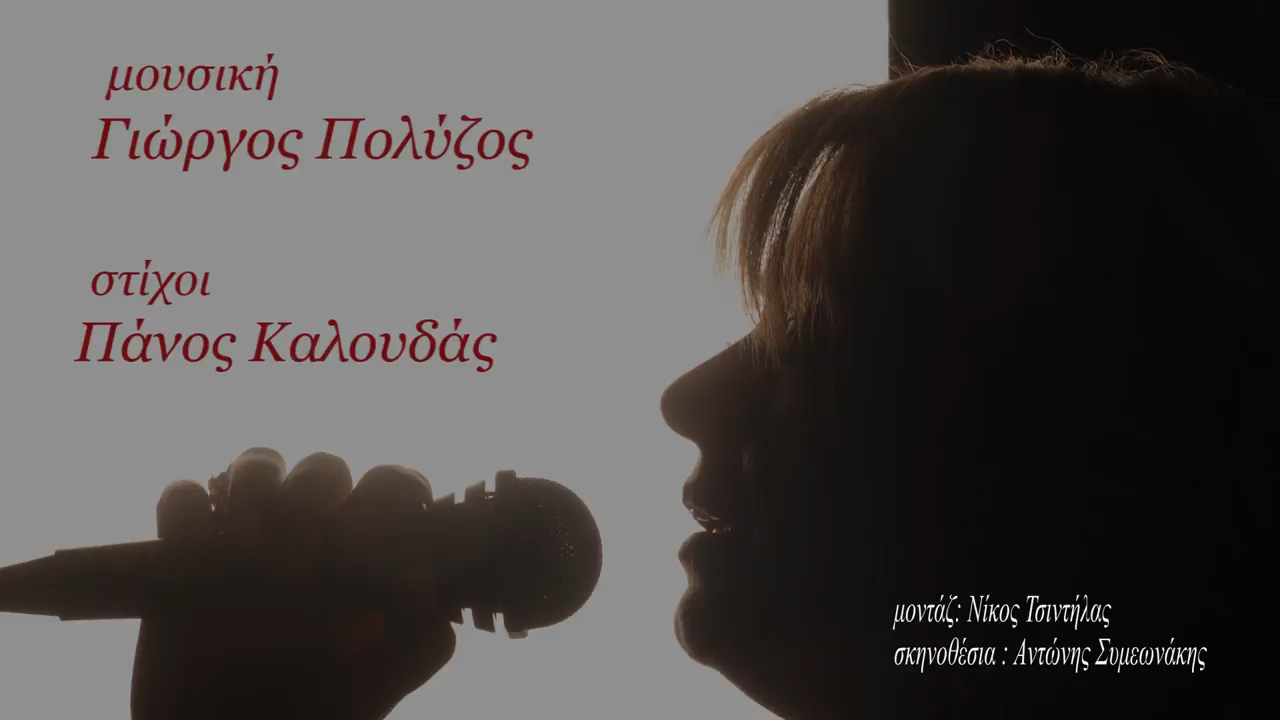 μουσική
Γιώργος Πολύζος
στίχοι
Πάνος Καλουδάς
μοντάζ: Νίκος Τσιντήλας
σκηνοθέσια : Αντώνης Συμεωνάκης